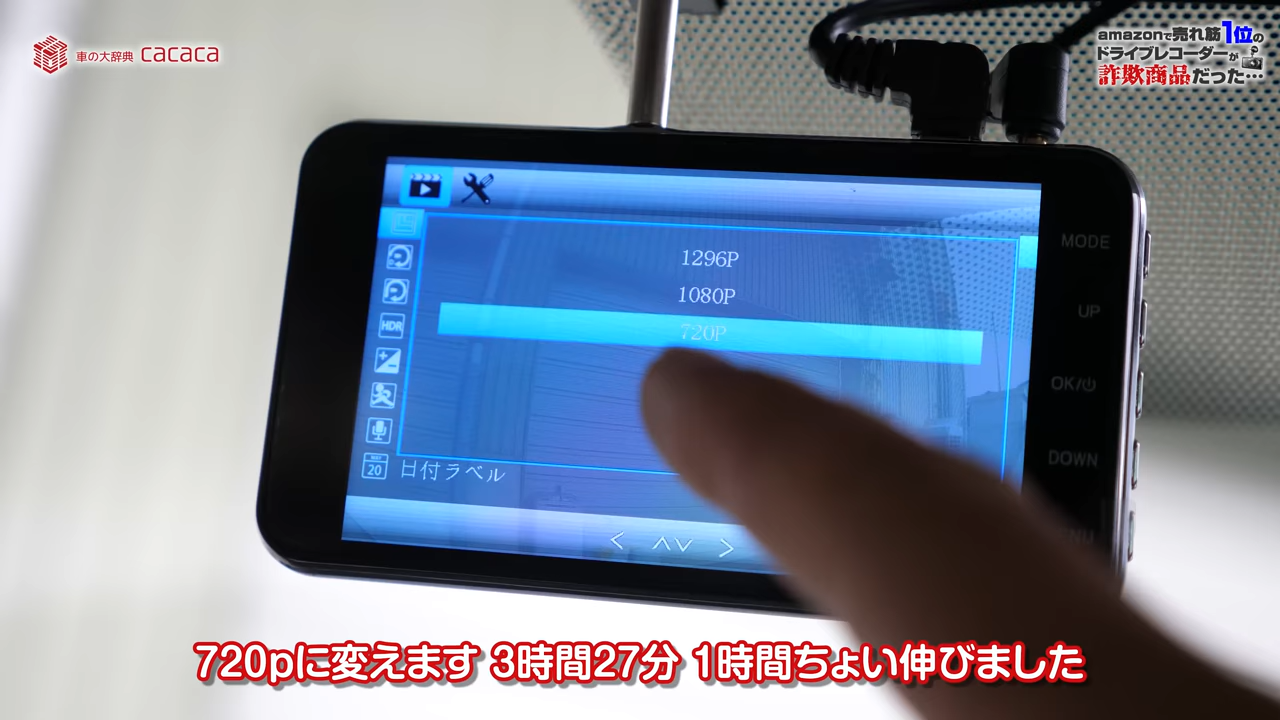 車の大辞典 cacaca
amazonで売れ筋1位の
ドライブレコーダーが
詐欺商品だった…
1296P
1080P
720P
HDR
20
日付ラベル
MODE
UP
OK/
DOWN
720pに変えます 3時間27分 1時間ちょい伸びました